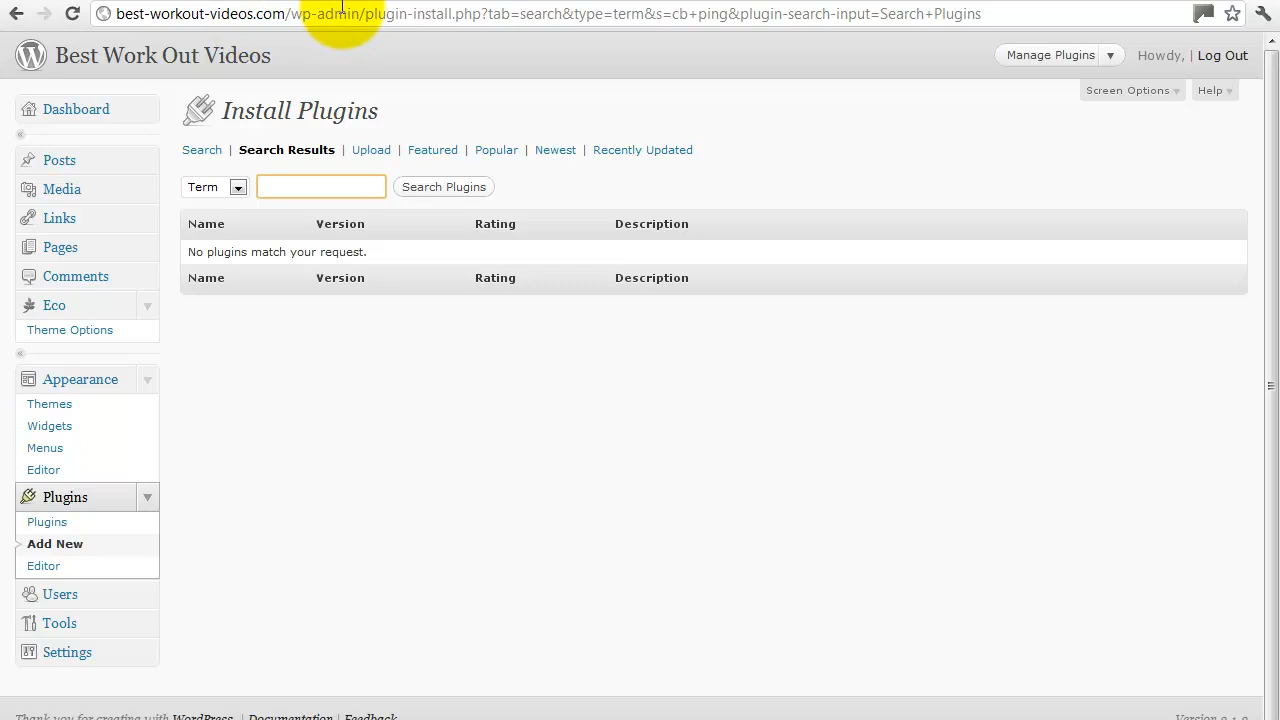 best-workout-videos.com/wp-admin/plugin-install.php?tab=search&type=term&s=cb+ping&plugin-search-input=Search+Plugins
Best Work Out Videos
Manage Plugins
Howdy, | Log Out
Screen Options
Help
Dashboard
Posts
Media
Links
Pages
Comments
Eco
Theme Options
Appearance
Themes
Widgets
Menus
Editor
Plugins
Plugins
Add New
Editor
Users
Tools
Settings
Install Plugins
Search | Search Results | Upload | Featured | Popular | Newest | Recently Updated
Term
Search Plugins
Name Version Rating Description
No plugins match your request.
Name Version Rating Description
Thank you for creating with WordPress. | Documentation | Feedback